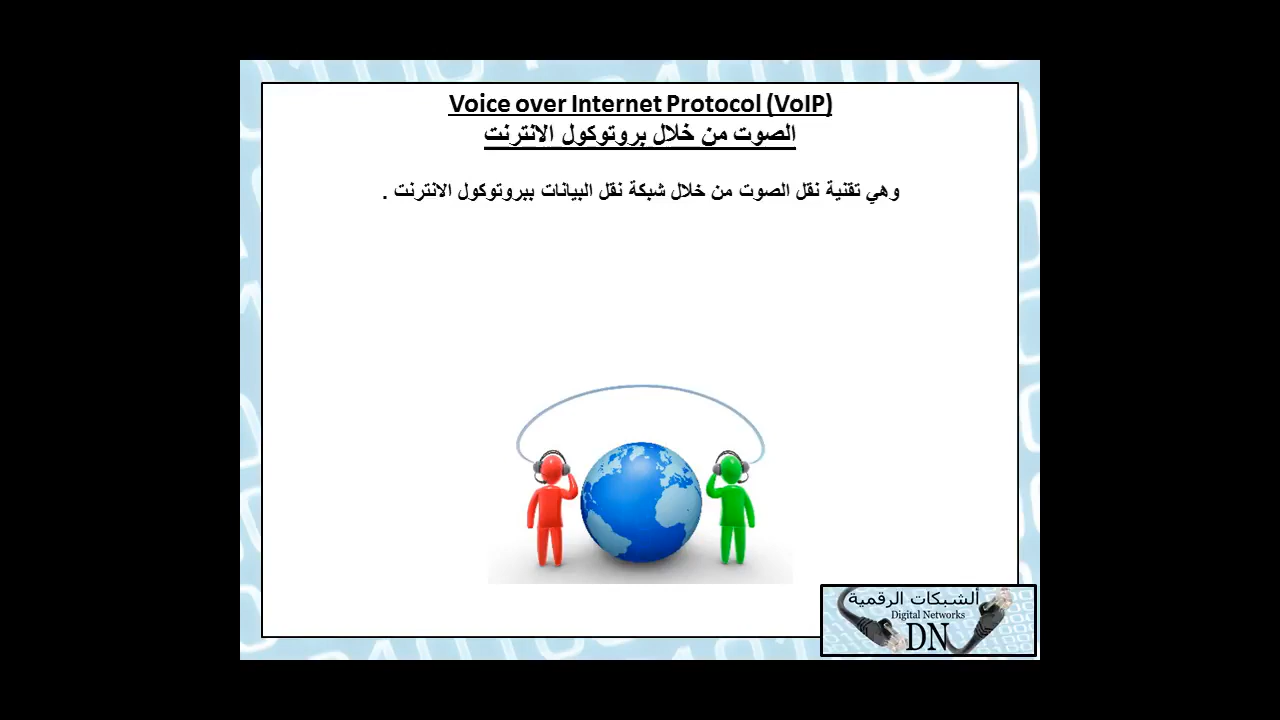 Voice over Internet Protocol (VoIP)
الصوت من خلال بروتوكول الانترنت
وهي تقنية نقل الصوت من خلال شبكة نقل البيانات ببروتوكول الانترنت .
ألشبكات الرقمية
Digital Networks
DN